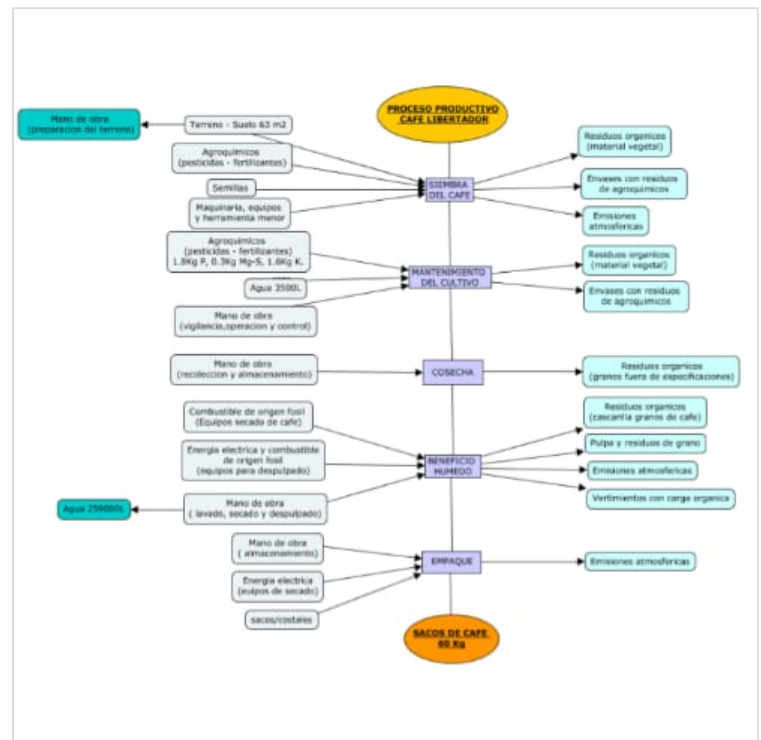 PROCESO PRODUCTIVO
CAFE LIBERTADOR
Mano de obra
(preparacion del terreno)
Terreno - Suelo 63 m2
Agroquimicos
(pesticidas - fertilizantes)
Semillas
Maquinaria, equipos
y herramienta menor
SIEMBRA
DEL CAFE
Residuos organicos
(material vegetal)
Envases con residuos
de agroquimicos
Emisiones
atmosfericas
Agroquimicos
(pesticidas - fertilizantes)
1.8Kg P, 0.3Kg Mg-S, 1.6Kg K.
Agua 3500L
Mano de obra
(vigilancia,operacion y control)
MANTENIMIENTO
DEL CULTIVO
Residuos organicos
(material vegetal)
Envases con residuos
de agroquimicos
Mano de obra
(recoleccion y almacenamiento)
COSECHA
Residuos organicos
(granos fuera de especificaciones)
Combustible de origen fosil
(Equipos secado de cafe)
Energia electrica y combustible
de origen fosil
(equipos para despulpado)
Agua 259000L
Mano de obra
( lavado, secado y despulpado)
BENEFICIO
HUMEDO
Residuos organicos
(cascarilla granos de cafe)
Pulpa y residuos de grano
Emisiones atmosfericas
Vertimientos con carga organica
Mano de obra
( almacenamiento)
Energia electrica
(euipos de secado)
sacos/costales
EMPAQUE
Emisiones atmosfericas
SACOS DE CAFE
60 Kg